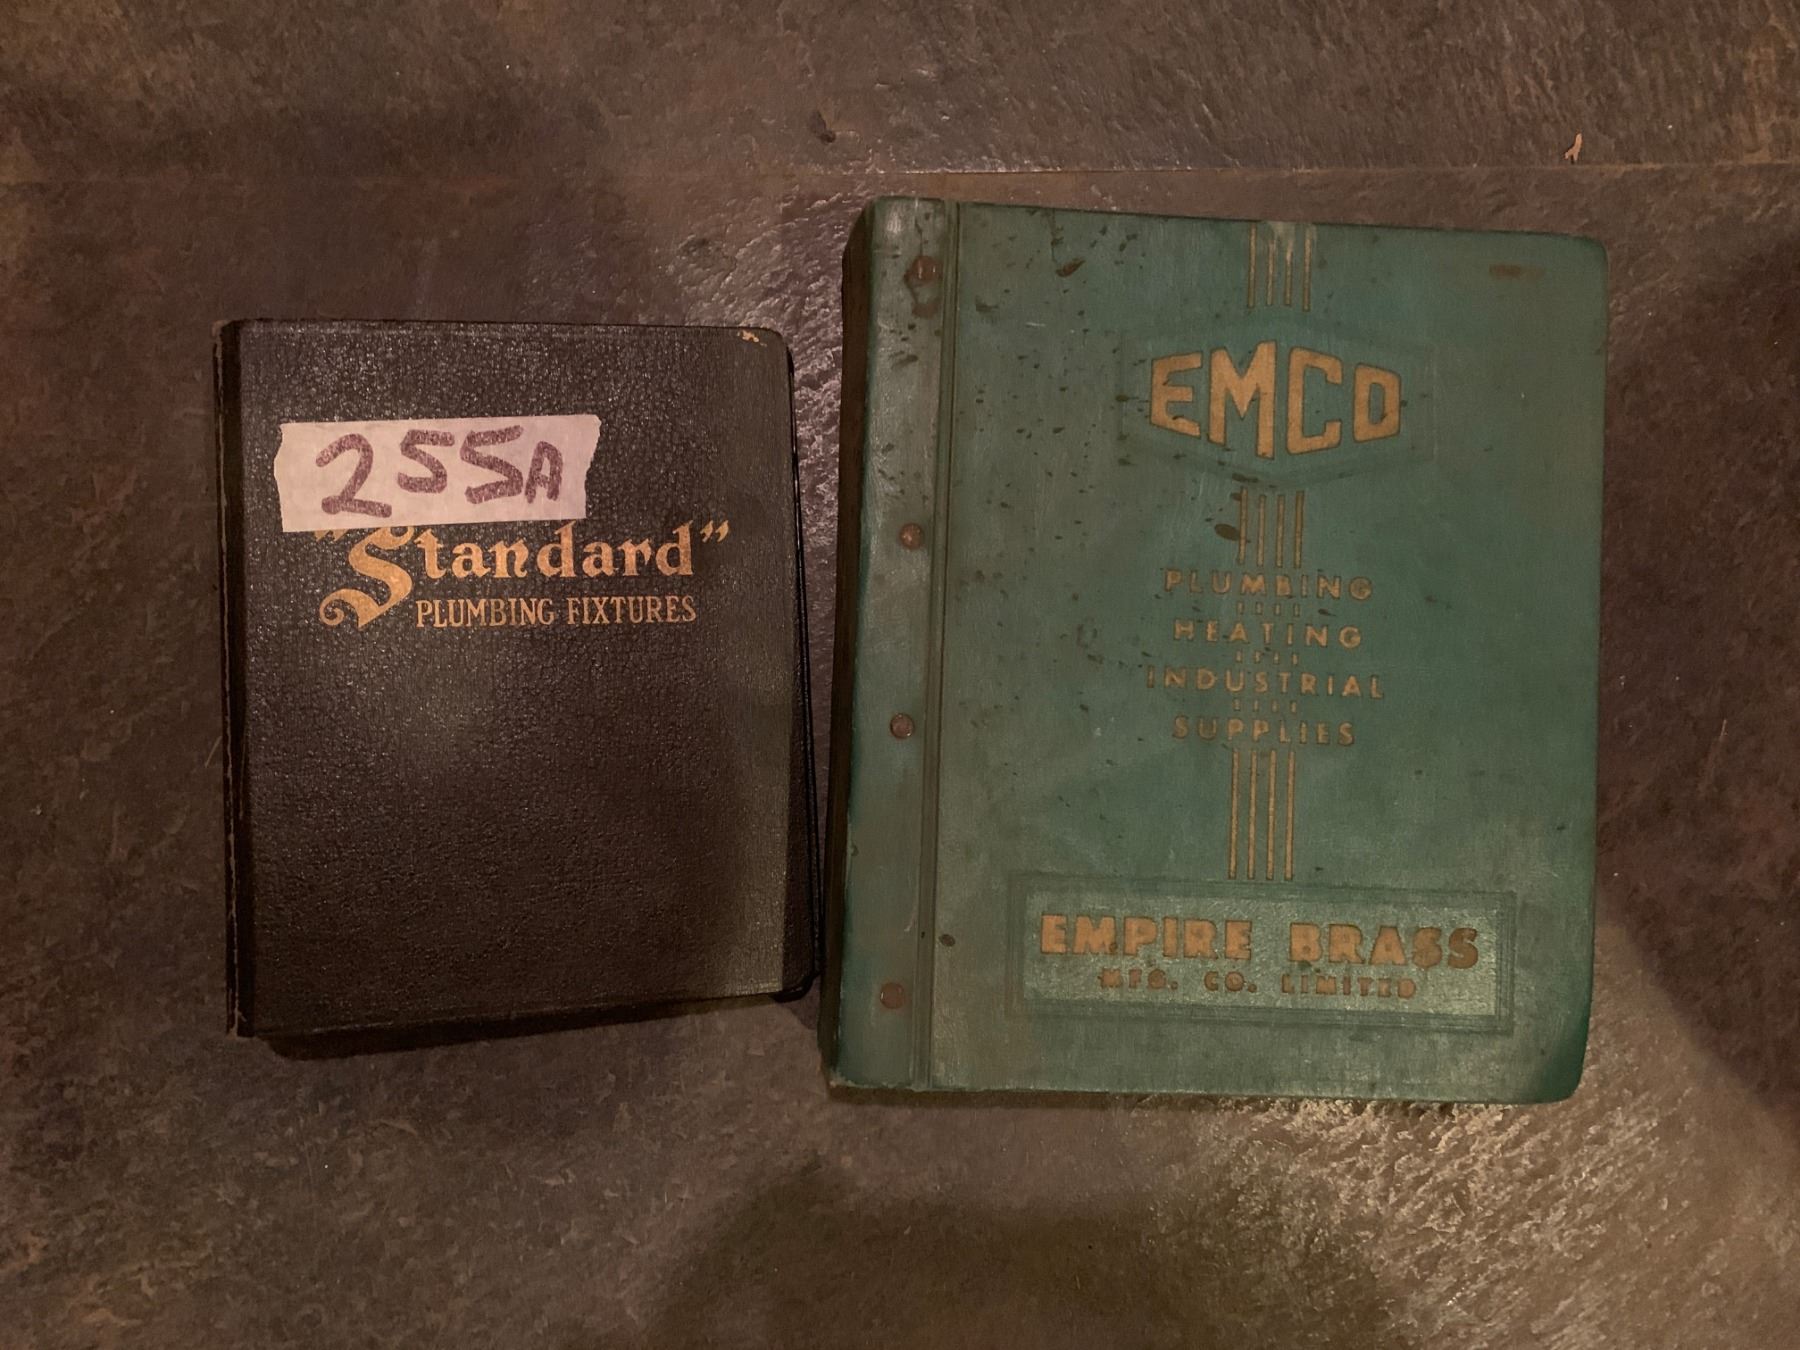 255A
"Standard"
PLUMBING FIXTURES
EMCO
PLUMBING
HEATING
INDUSTRIAL
SUPPLIES
EMPIRE BRASS
MFG. CO. LIMITED